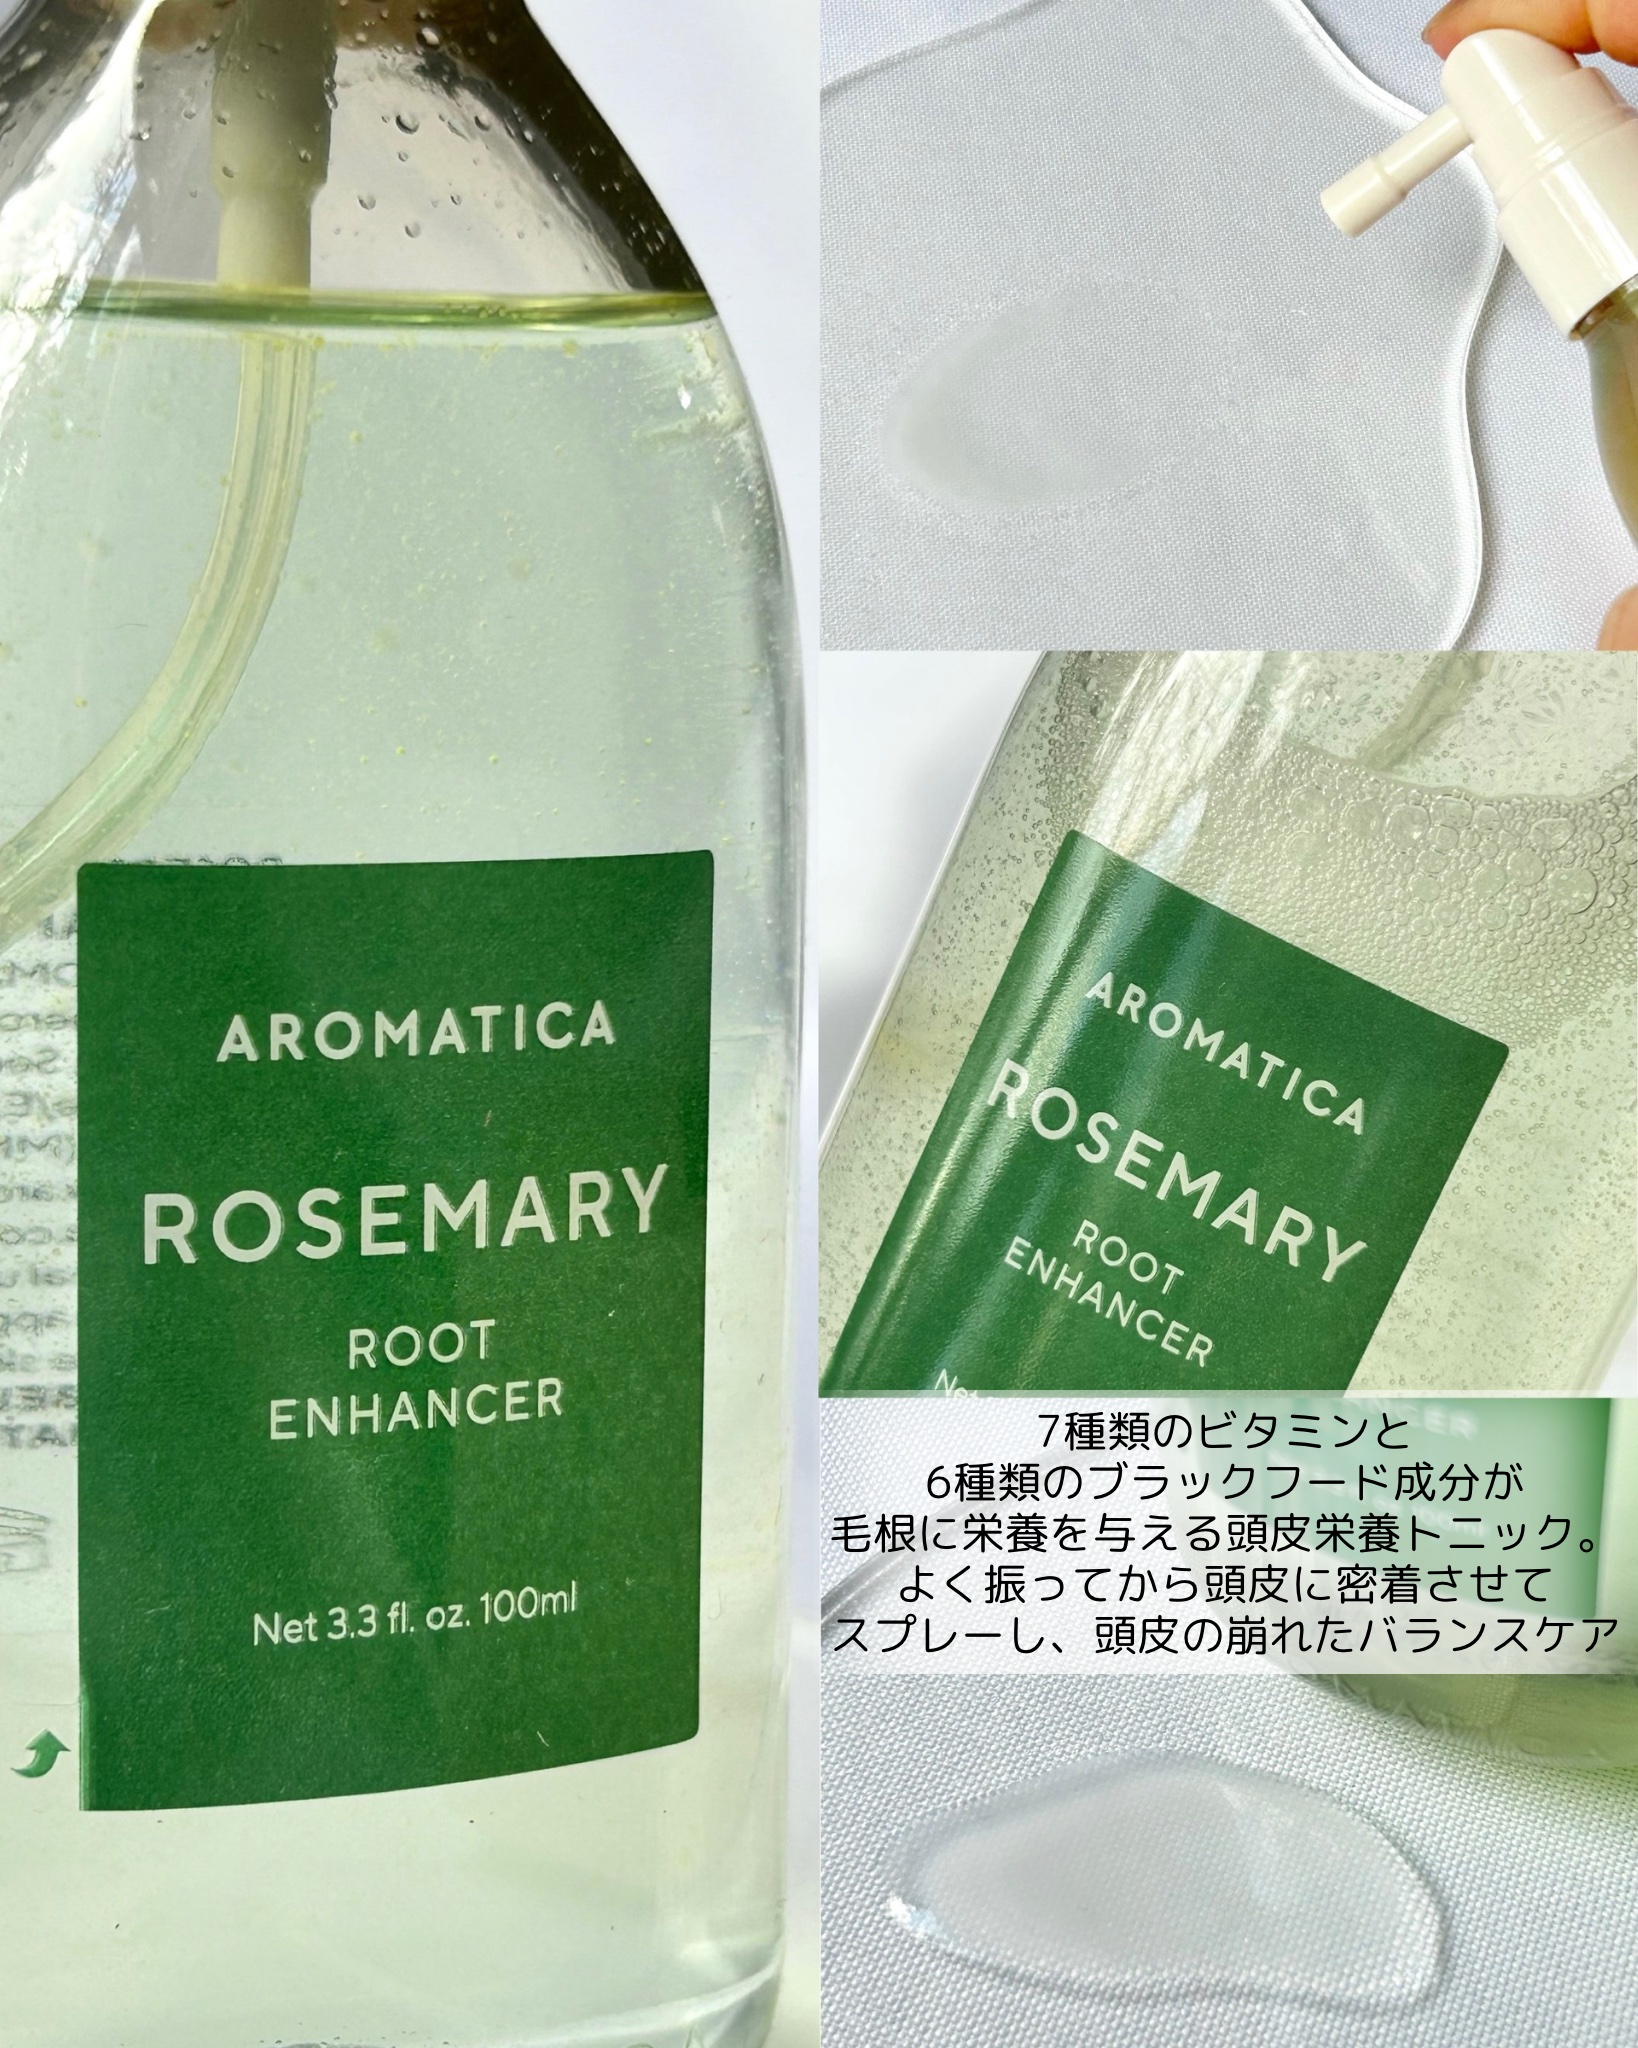 AROMATICA
ROSEMARY
ROOT
ENHANCER
Net 3.3 fl. oz. 100ml
AROMATICA
ROSEMARY
ROOT
ENHANCER
Net
7種類のビタミンと
6種類のブラックフード成分が
毛根に栄養を与える頭皮栄養トニック。
よく振ってから頭皮に密着させて
スプレーし、頭皮の崩れたバランスケア